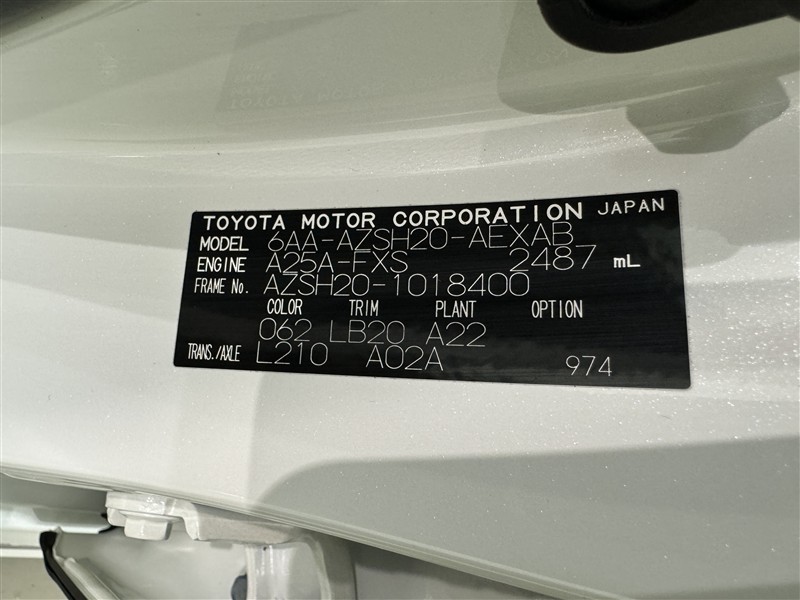 TOYOTA MOTOR CORPORATION JAPAN
MODEL 6AA-AZSH20-AEXAB
ENGINE A25A-FXS 2487 mL
FRAME No. AZSH20-1018400
COLOR TRIM PLANT OPTION
062 LB20 A22
TRANS./AXLE L210 A02A 974